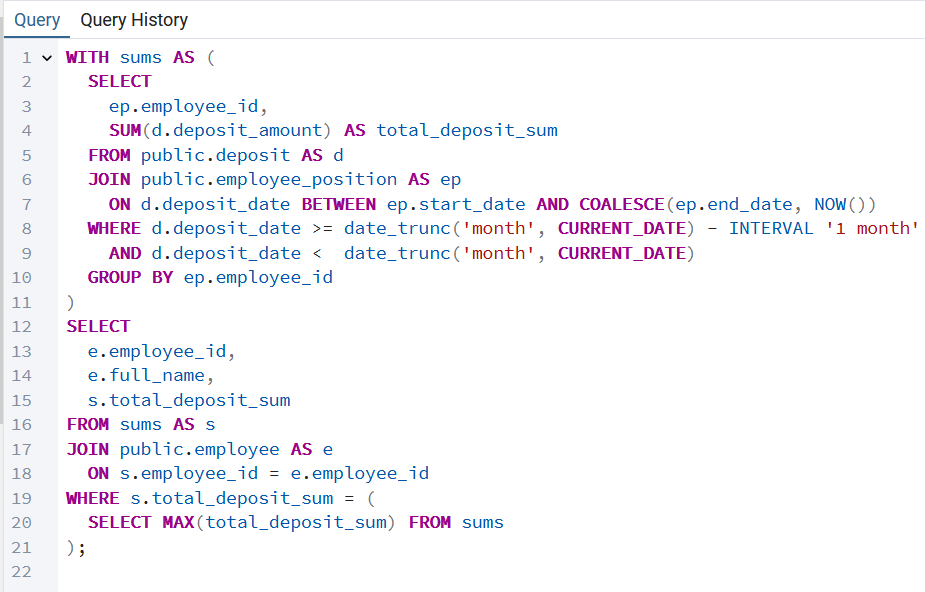 Query Query History
1 WITH sums AS (
2   SELECT
3     ep.employee_id,
4     SUM(d.deposit_amount) AS total_deposit_sum
5   FROM public.deposit AS d
6   JOIN public.employee_position AS ep
7     ON d.deposit_date BETWEEN ep.start_date AND COALESCE(ep.end_date, NOW())
8   WHERE d.deposit_date >= date_trunc('month', CURRENT_DATE) - INTERVAL '1 month'
9     AND d.deposit_date <  date_trunc('month', CURRENT_DATE)
10   GROUP BY ep.employee_id
11 )
12 SELECT
13   e.employee_id,
14   e.full_name,
15   s.total_deposit_sum
16 FROM sums AS s
17 JOIN public.employee AS e
18   ON s.employee_id = e.employee_id
19 WHERE s.total_deposit_sum = (
20   SELECT MAX(total_deposit_sum) FROM sums
21 );
22